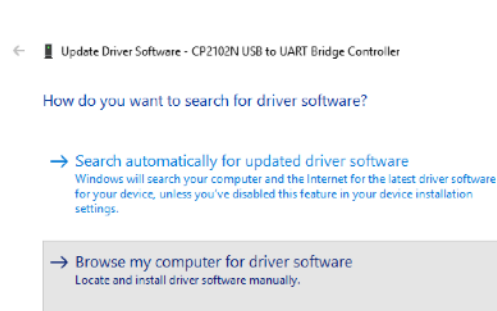 Update Driver Software - CP2102N USB to UART Bridge Controller
How do you want to search for driver software?
Search automatically for updated driver software
Windows will search your computer and the Internet for the latest driver software
for your device, unless you've disabled this feature in your device installation
settings.
Browse my computer for driver software
Locate and install driver software manually.